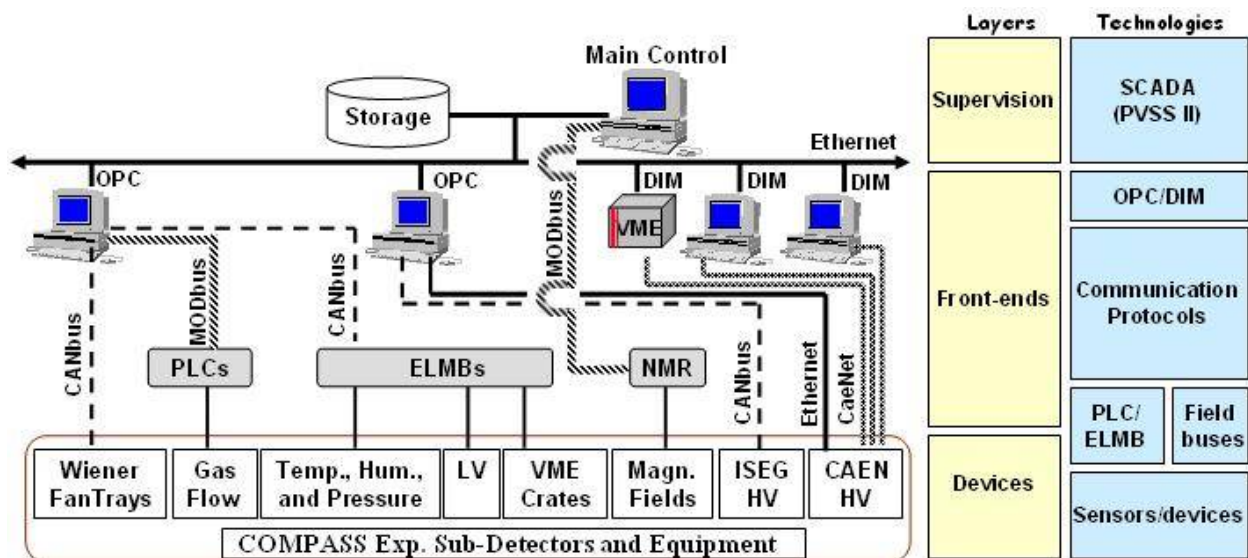 Layers
Technologies
Main Control
Storage
Supervision
SCADA
(PVSS II)
Ethernet
OPC
OPC
DIM
DIM
DIM
VME
OPC/DIM
CANbus
MODbus
CANbus
MODbus
CANbus
Ethernet
CaeNet
Front-ends
Communication
Protocols
PLCs
ELMBs
NMR
PLC/
ELMB
Field
buses
Wiener
FanTrays
Gas
Flow
Temp., Hum.,
and Pressure
LV
VME
Crates
Magn.
Fields
ISEG
HV
CAEN
HV
Devices
Sensors/devices
COMPASS Exp. Sub-Detectors and Equipment